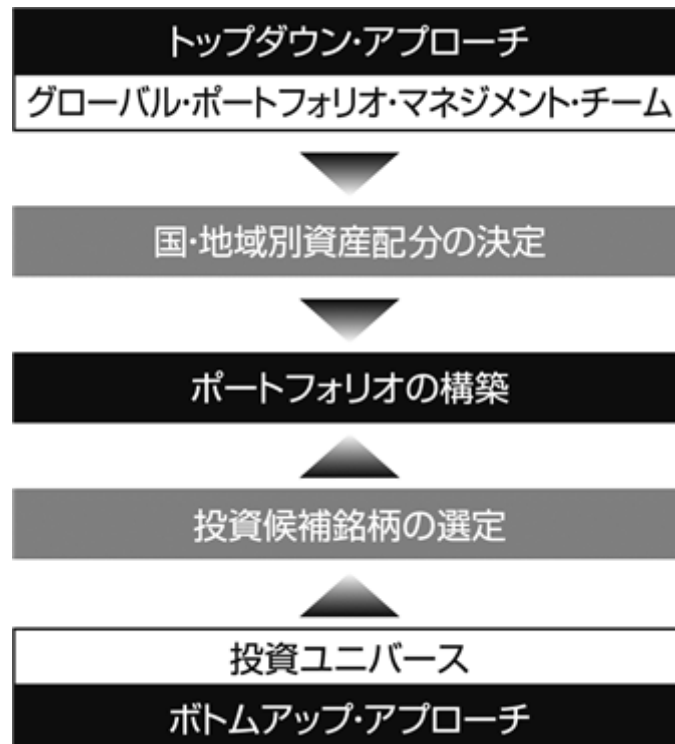 トップダウン・アプローチ
グローバル・ポートフォリオ・マネジメント・チーム
国・地域別資産配分の決定
ポートフォリオの構築
投資候補銘柄の選定
投資ユニバース
ボトムアップ・アプローチ